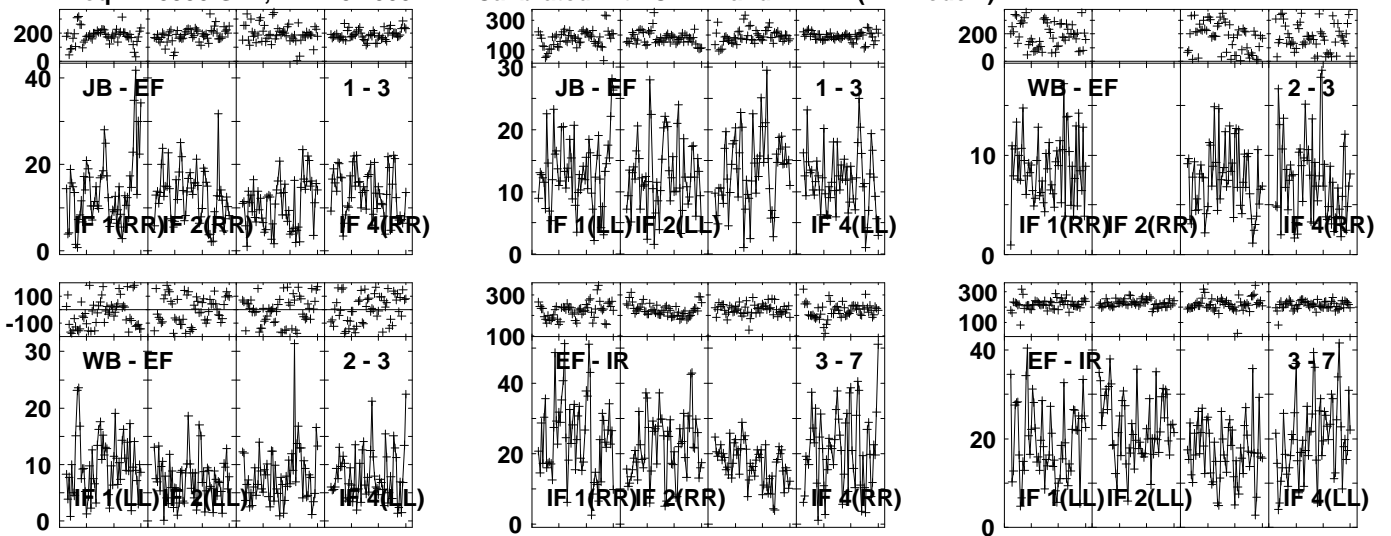 200
0
300
100
200
0
40
20
0
JB - EF
1 - 3
IF 1(RR)
IF 2(RR)
IF 4(RR)
30
20
10
0
JB - EF
1 - 3
IF 1(LL)
IF 2(LL)
IF 4(LL)
10
0
WB - EF
2 - 3
IF 1(RR)
IF 2(RR)
IF 4(RR)
100
-100
30
20
10
0
WB - EF
2 - 3
IF 1(LL)
IF 2(LL)
IF 4(LL)
300
100
40
20
0
EF - IR
3 - 7
IF 1(RR)
IF 2(RR)
IF 4(RR)
300
100
40
20
0
EF - IR
3 - 7
IF 1(LL)
IF 2(LL)
IF 4(LL)